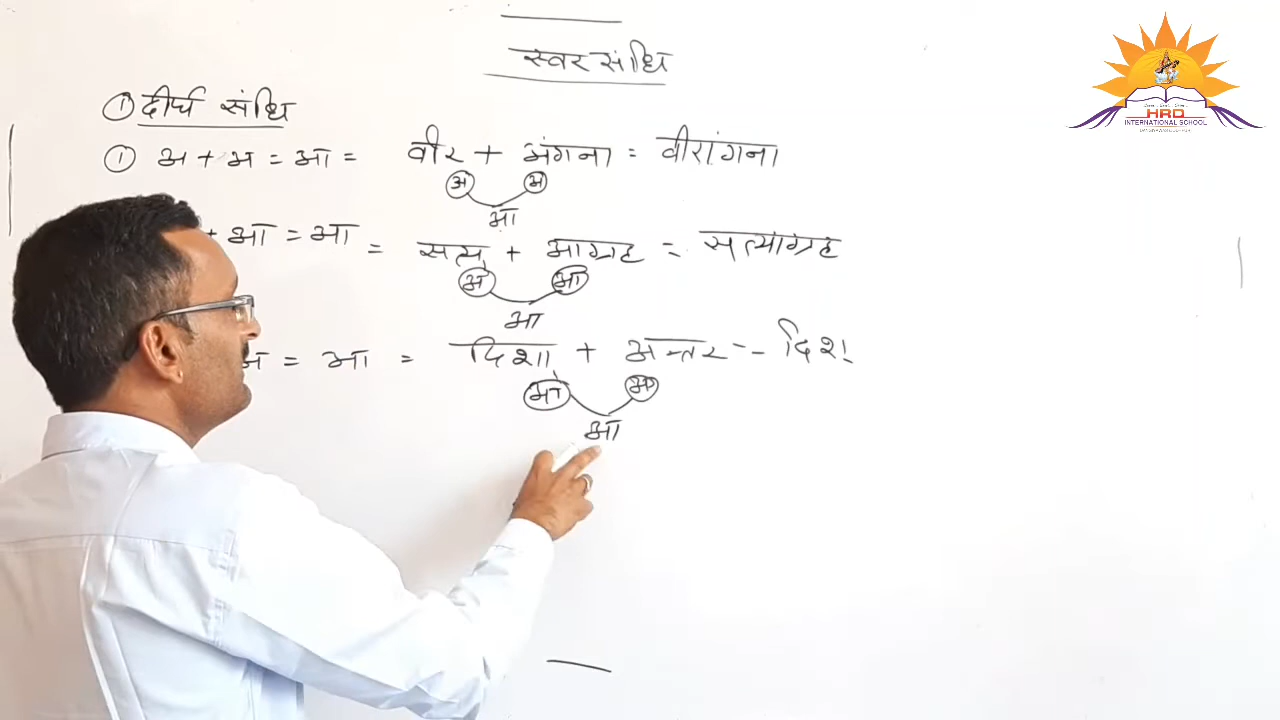 स्वर संधि
① दीर्घ संधि
① अ + अ = आ = वीर + अंगना = वीरांगना
अ अ
आ
+ आ = आ = सत्य + आग्रह = सत्याग्रह
अ आ
आ
अ = आ = दिशा + अन्तर - दिश
आ अ
आ
HRD
INTERNATIONAL SCHOOL